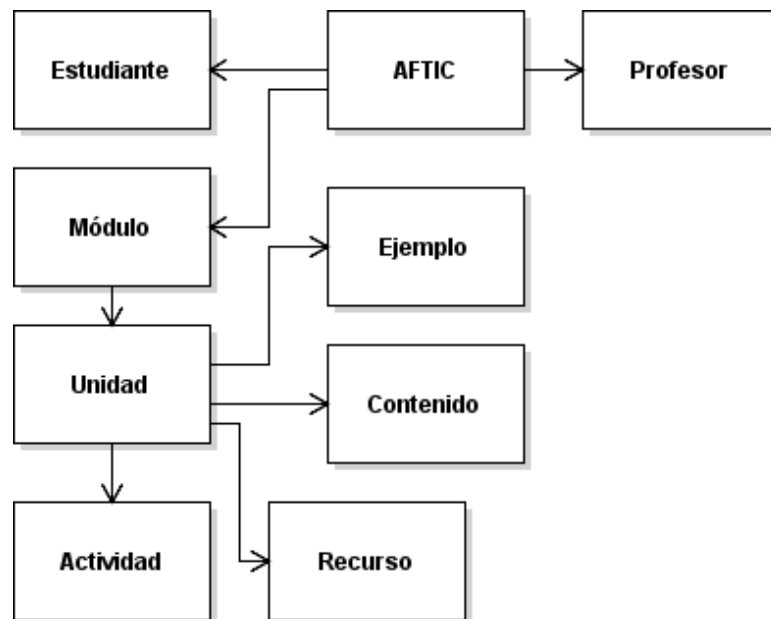 Estudiante
AFTIC
Profesor
Módulo
Ejemplo
Unidad
Contenido
Actividad
Recurso